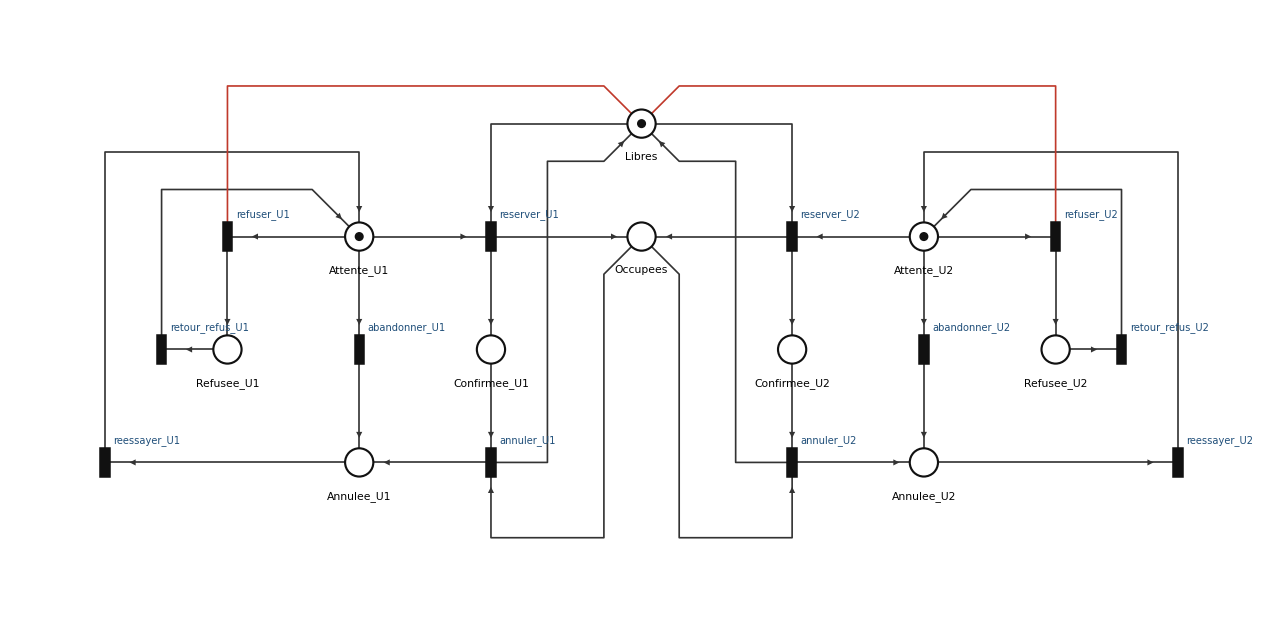 Libres
refuser_U1
reserver_U1
reserver_U2
refuser_U2
Attente_U1
Occupees
Attente_U2
retour_refus_U1
abandonner_U1
abandonner_U2
retour_refus_U2
Refusee_U1
Confirmee_U1
Confirmee_U2
Refusee_U2
reessayer_U1
annuler_U1
annuler_U2
reessayer_U2
Annulee_U1
Annulee_U2